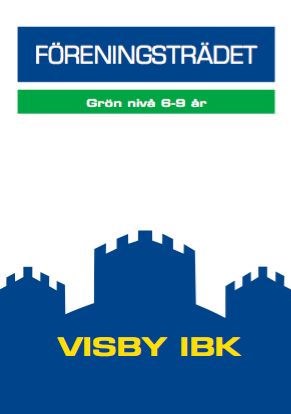 FÖRENINGSTRÄDET
Grön nivå 6-9 år
VISBY IBK